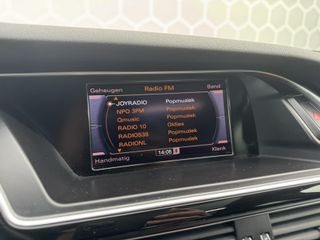 Geheugen Radio FM Band
JOYRADIO Popmuziek
NPO 3FM Popmuziek
Qmusic Popmuziek
RADIO 10 Oldies
RADIO538 Popmuziek
RADIONL Popmuziek
Handmatig 14:05 Klank